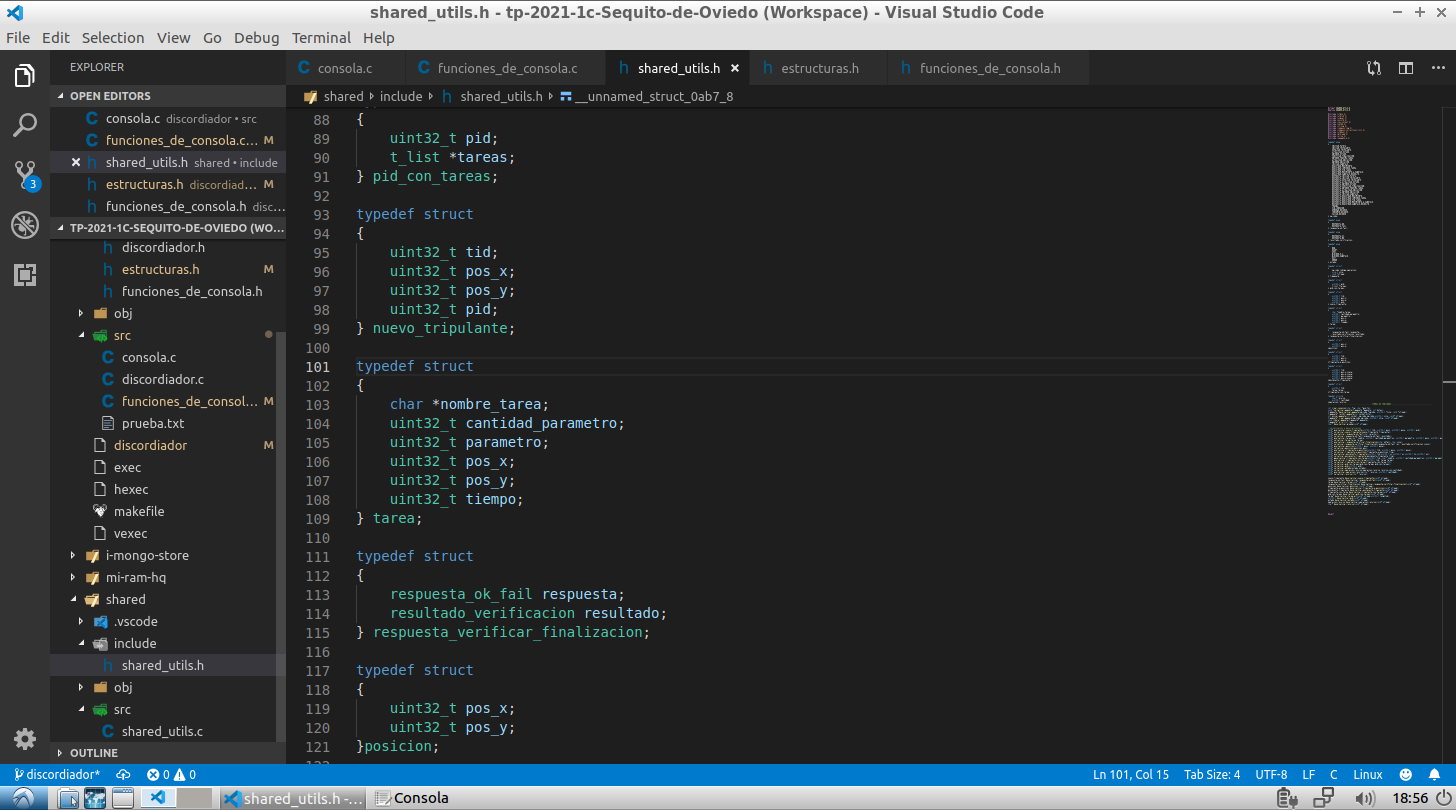 shared_utils.h - tp-2021-1c-Sequito-de-Oviedo (Workspace) - Visual Studio Code
File Edit Selection View Go Debug Terminal Help
EXPLORER
OPEN EDITORS
consola.c discordiador • src
funciones_de_consola.c... M
shared_utils.h shared • include
estructuras.h discordiad... M
funciones_de_consola.h disc...
TP-2021-1C-SEQUITO-DE-OVIEDO (WO...
discordiador.h
estructuras.h M
funciones_de_consola.h
obj
src
consola.c
discordiador.c
funciones_de_consol... M
prueba.txt
discordiador M
exec
hexec
makefile
vexec
i-mongo-store
mi-ram-hq
shared
.vscode
include
shared_utils.h
obj
src
shared_utils.c
OUTLINE
3
consola.c funciones_de_consola.c shared_utils.h estructuras.h funciones_de_consola.h
shared include shared_utils.h __unnamed_struct_0ab7_8
88 {
89 uint32_t pid;
90 t_list *tareas;
91 } pid_con_tareas;
92
93 typedef struct
94 {
95 uint32_t tid;
96 uint32_t pos_x;
97 uint32_t pos_y;
98 uint32_t pid;
99 } nuevo_tripulante;
100
101 typedef struct
102 {
103 char *nombre_tarea;
104 uint32_t cantidad_parametro;
105 uint32_t parametro;
106 uint32_t pos_x;
107 uint32_t pos_y;
108 uint32_t tiempo;
109 } tarea;
110
111 typedef struct
112 {
113 respuesta_ok_fail respuesta;
114 resultado_verificacion resultado;
115 } respuesta_verificar_finalizacion;
116
117 typedef struct
118 {
119 uint32_t pos_x;
120 uint32_t pos_y;
121 }posicion;
discordiador* 0 0 Ln 101, Col 15 Tab Size: 4 UTF-8 LF C Linux
shared_utils.h -... Consola 18:56